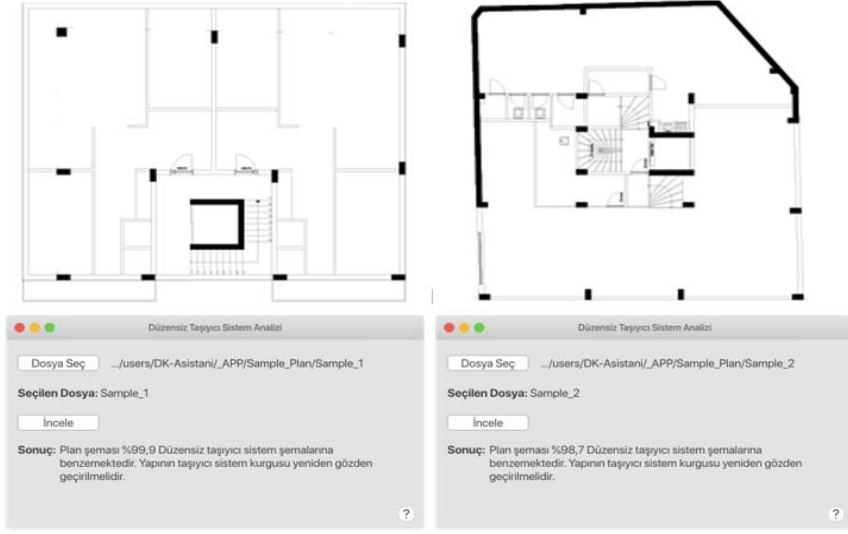 Düzensiz Taşıyıcı Sistem Analizi
Dosya Seç .../users/DK-Asistani/_APP/Sample_Plan/Sample_1
Seçilen Dosya: Sample_1
İncele
Sonuç: Plan şeması %99,9 Düzensiz taşıyıcı sistem şemalarına
benzemektedir. Yapının taşıyıcı sistem kurgusu yeniden gözden
geçirilmelidir.
?
Düzensiz Taşıyıcı Sistem Analizi
Dosya Seç .../users/DK-Asistani/_APP/Sample_Plan/Sample_2
Seçilen Dosya: Sample_2
İncele
Sonuç: Plan şeması %98,7 Düzensiz taşıyıcı sistem şemalarına
benzemektedir. Yapının taşıyıcı sistem kurgusu yeniden gözden
geçirilmelidir.
?